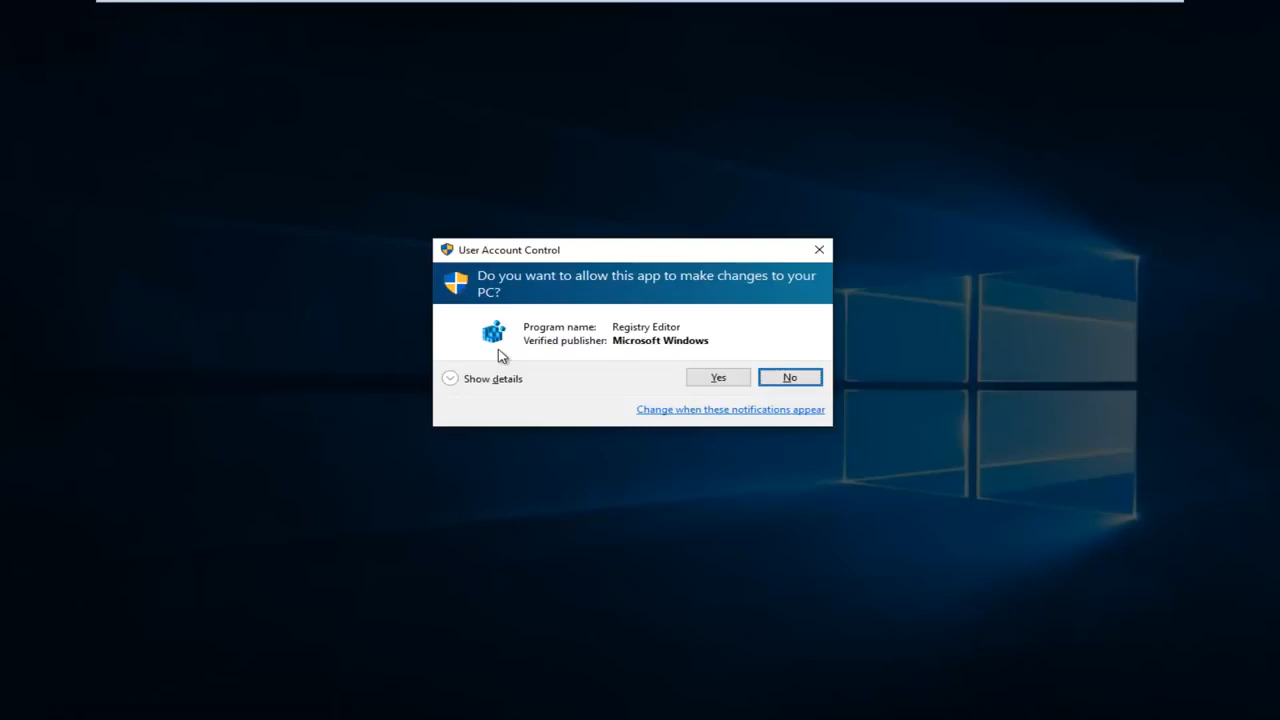 User Account Control
Do you want to allow this app to make changes to your
PC?
Program name: Registry Editor
Verified publisher: Microsoft Windows
Show details
Yes
No
Change when these notifications appear